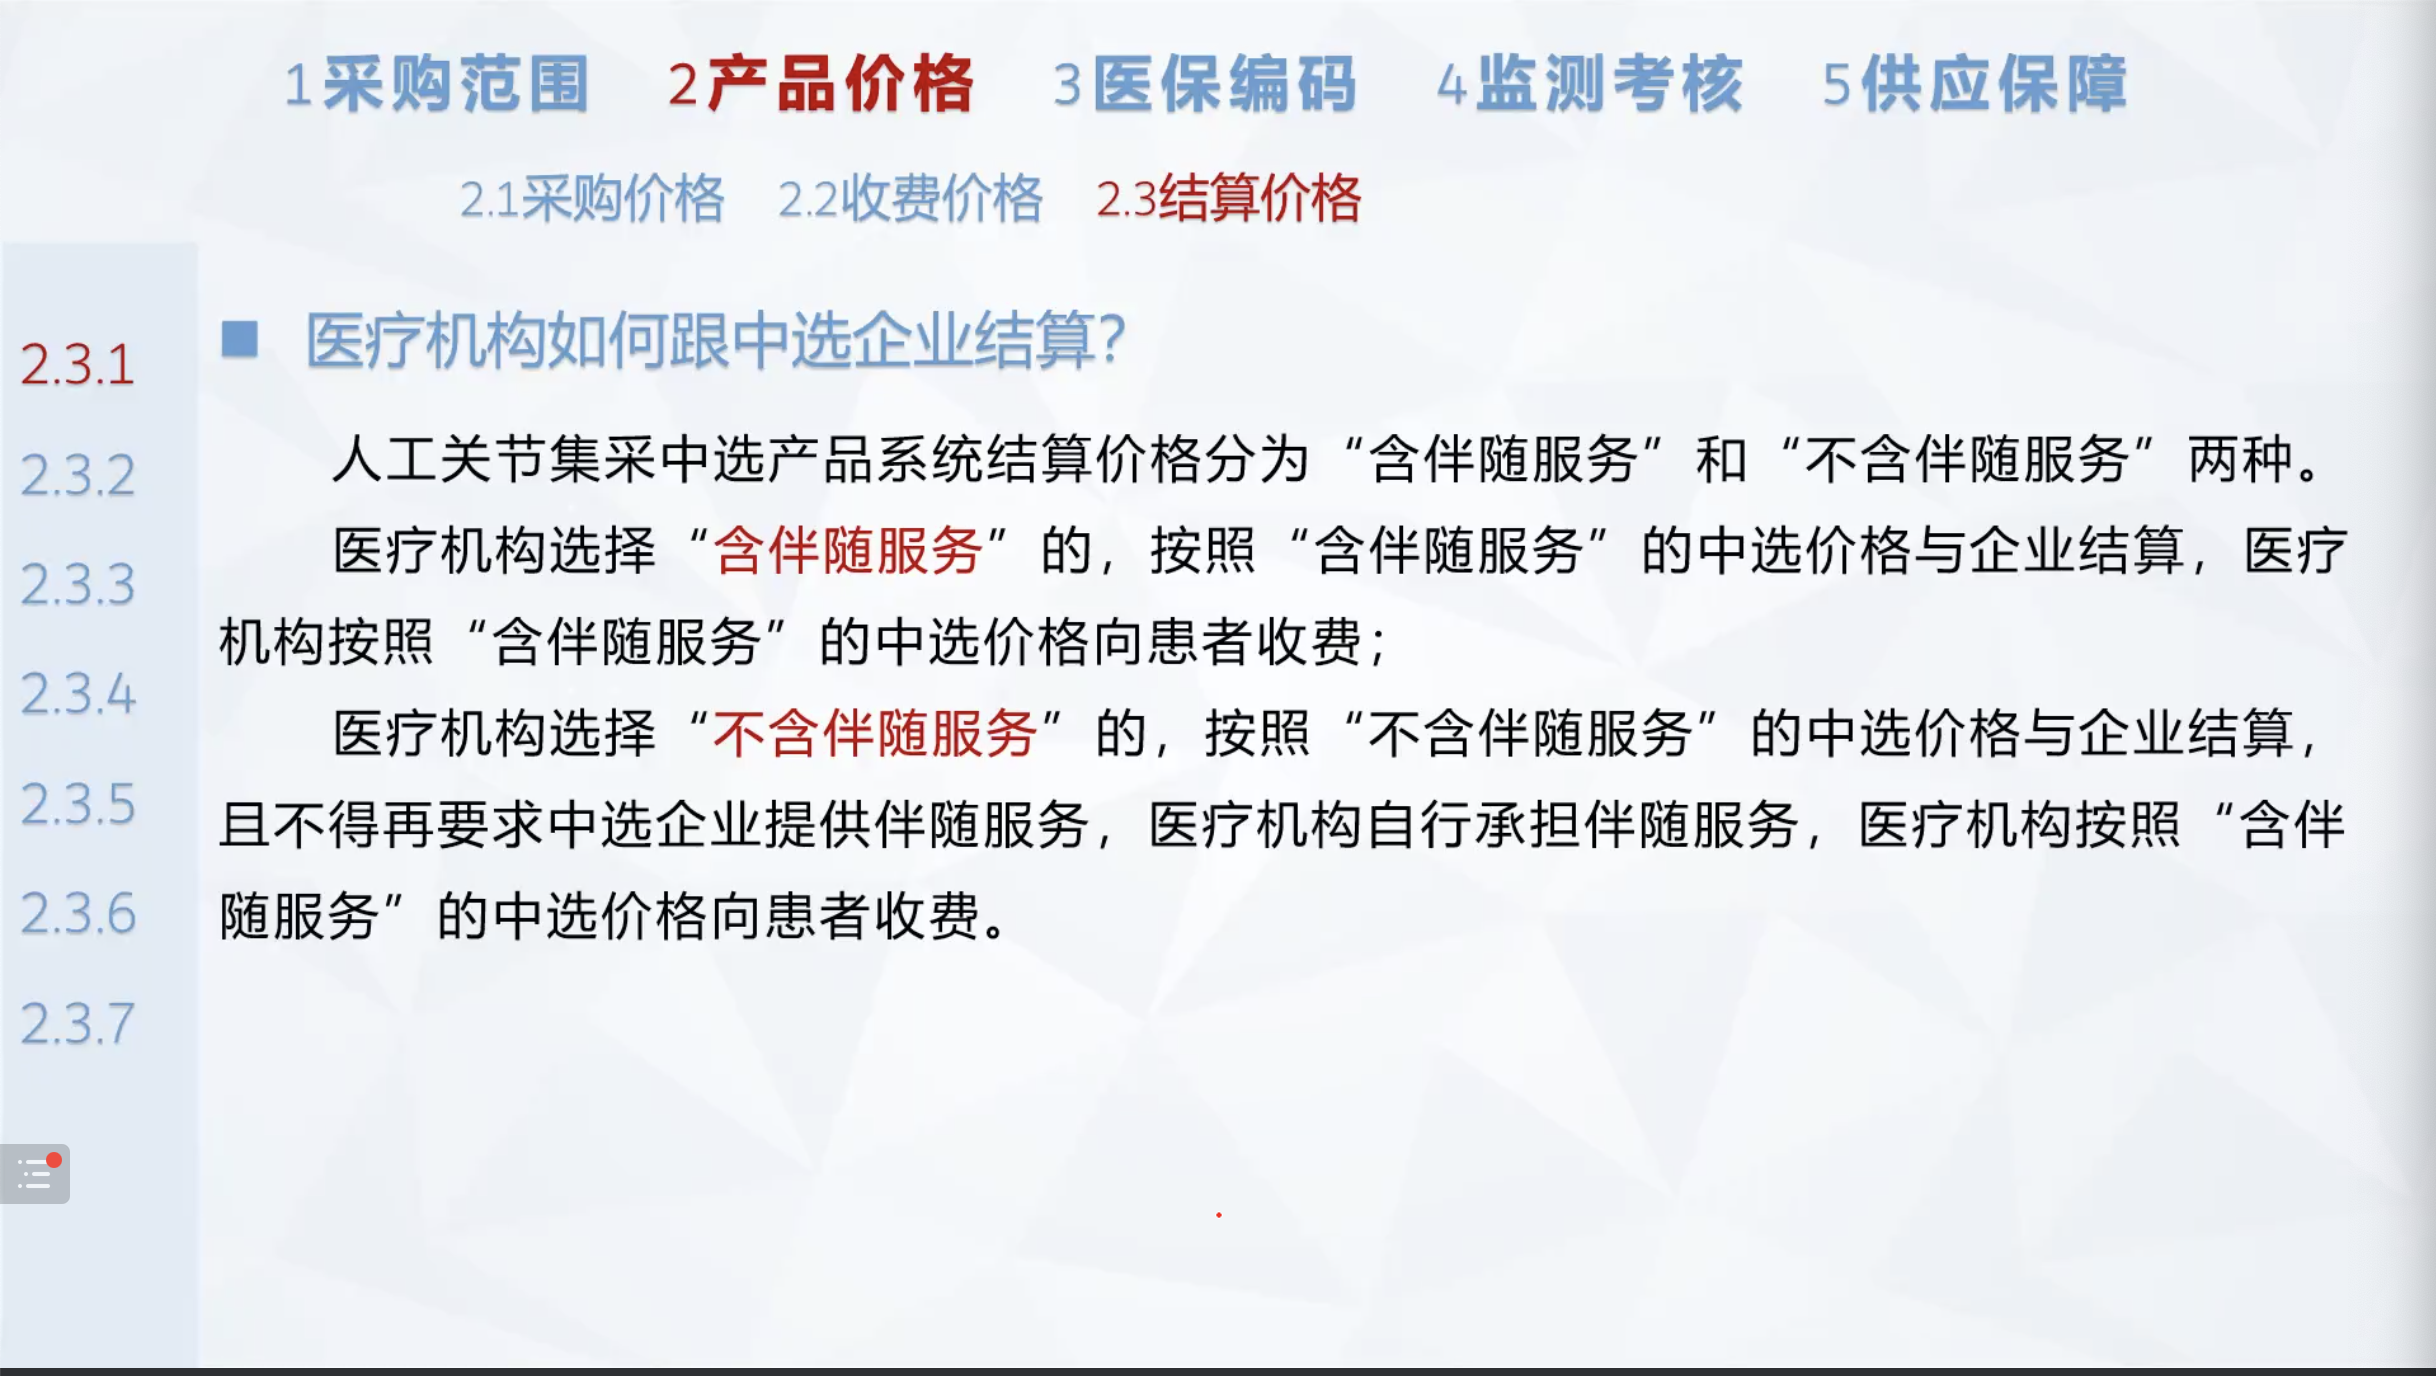 1采购范围 2产品价格 3医保编码 4监测考核 5供应保障
2.1采购价格 2.2收费价格 2.3结算价格
2.3.1
2.3.2
2.3.3
2.3.4
2.3.5
2.3.6
2.3.7
■ 医疗机构如何跟中选企业结算?
人工关节集采中选产品系统结算价格分为“含伴随服务”和“不含伴随服务”两种。
医疗机构选择“含伴随服务”的，按照“含伴随服务”的中选价格与企业结算，医疗
机构按照“含伴随服务”的中选价格向患者收费；
医疗机构选择“不含伴随服务”的，按照“不含伴随服务”的中选价格与企业结算，
且不得再要求中选企业提供伴随服务，医疗机构自行承担伴随服务，医疗机构按照“含伴
随服务”的中选价格向患者收费。